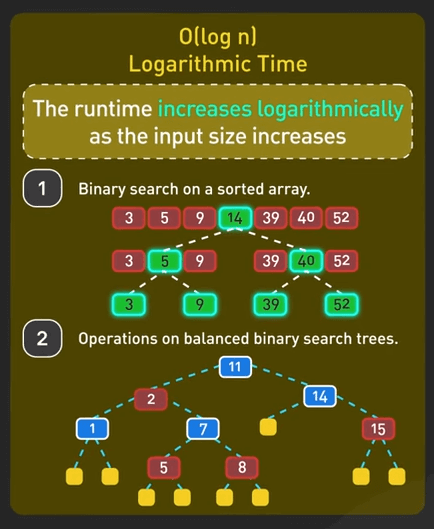 O(log n)
Logarithmic Time
The runtime increases logarithmically
as the input size increases
1 Binary search on a sorted array.
3 5 9 14 39 40 52
3 5 9 39 40 52
3 9 39 52
2 Operations on balanced binary search trees.
11
2 14
1 7 15
5 8